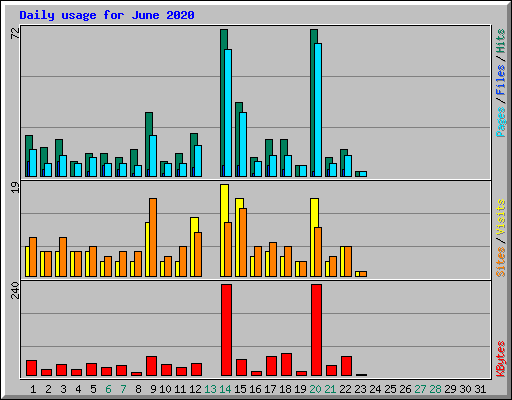 Daily usage for June 2020
72
Pages / Files / Hits
19
Sites / Visits
240
KBytes
1 2 3 4 5 6 7 8 9 10 11 12 13 14 15 16 17 18 19 20 21 22 23 24 25 26 27 28 29 30 31